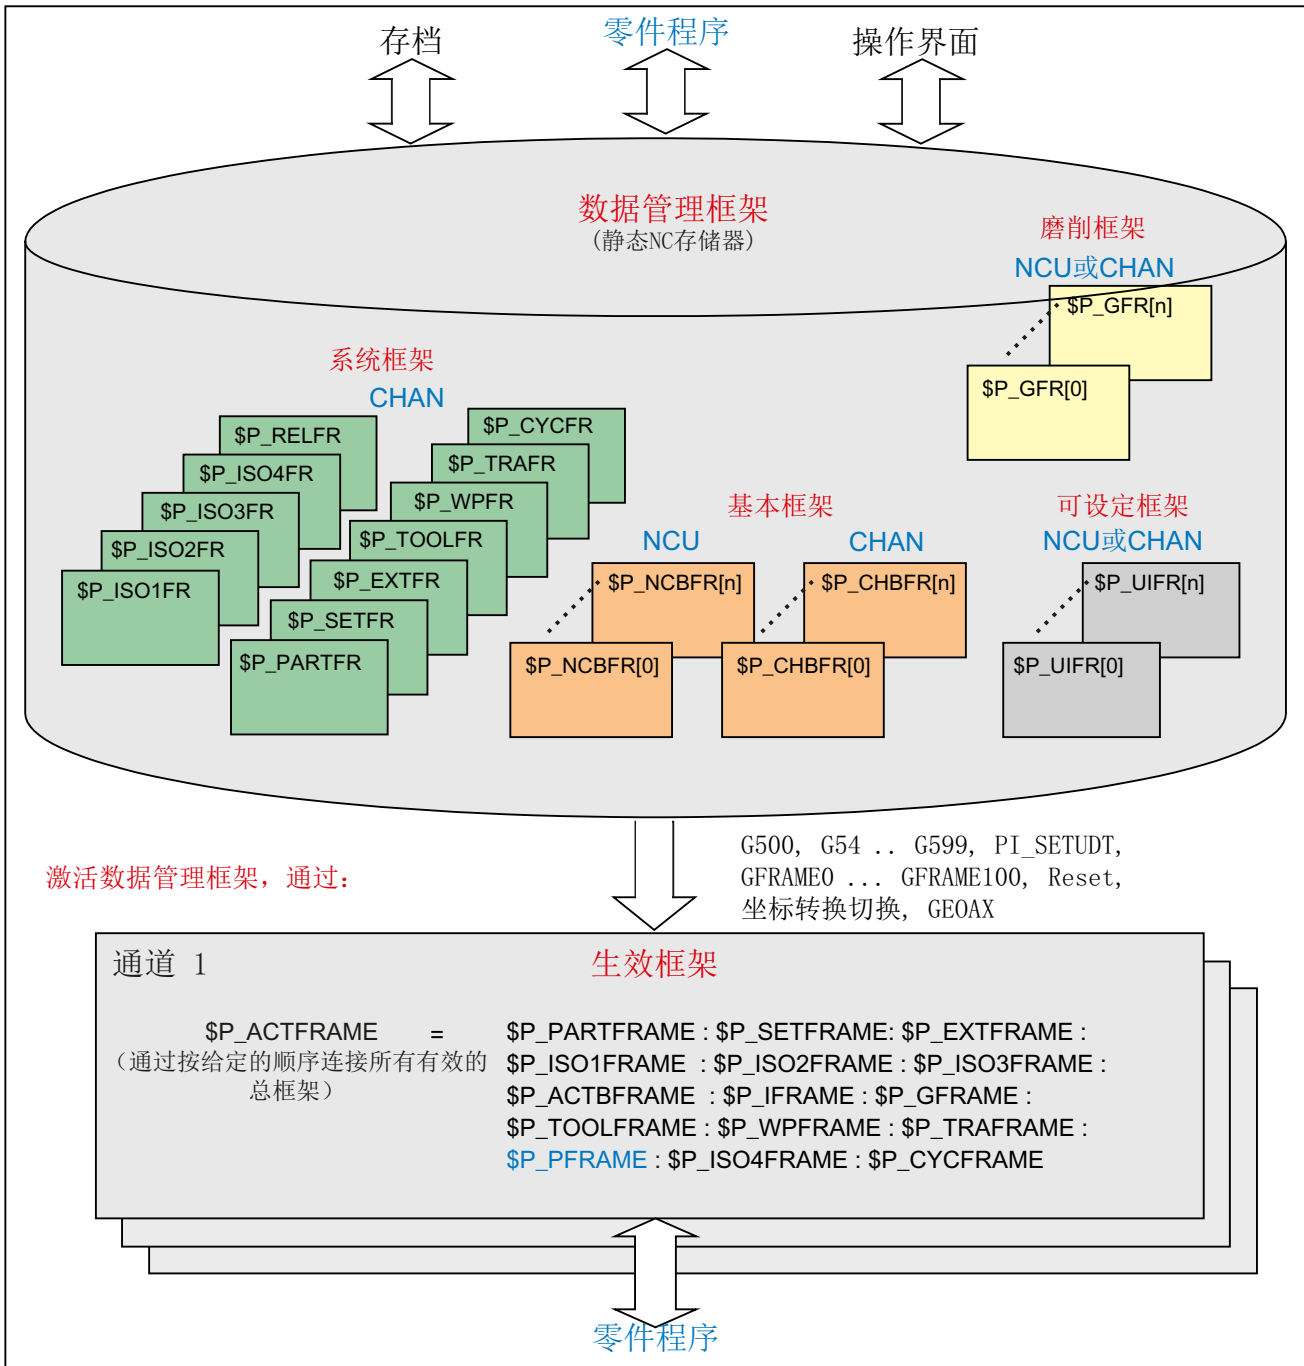 存档
零件程序
操作界面
数据管理框架
(静态NC存储器)
磨削框架
NCU或CHAN
$P_GFR[n]
$P_GFR[0]
系统框架
CHAN
$P_RELFR
$P_ISO4FR
$P_ISO3FR
$P_ISO2FR
$P_ISO1FR
$P_CYCFR
$P_TRAFR
$P_WPFR
$P_TOOLFR
$P_EXTFR
$P_SETFR
$P_PARTFR
基本框架
NCU
CHAN
$P_NCBFR[n]
$P_NCBFR[0]
$P_CHBFR[n]
$P_CHBFR[0]
可设定框架
NCU或CHAN
$P_UIFR[n]
$P_UIFR[0]
激活数据管理框架，通过：
G500, G54 .. G599, PI_SETUDT,
GFRAME0 ... GFRAME100, Reset,
坐标转换切换, GEOAX
通道 1
生效框架
$P_ACTFRAME =
（通过按给定的顺序连接所有有效的
总框架）
$P_PARTFRAME : $P_SETFRAME: $P_EXTFRAME :
$P_ISO1FRAME : $P_ISO2FRAME : $P_ISO3FRAME :
$P_ACTBFRAME : $P_IFRAME : $P_GFRAME :
$P_TOOLFRAME : $P_WPFRAME : $P_TRAFRAME :
$P_PFRAME : $P_ISO4FRAME : $P_CYCFRAME
零件程序